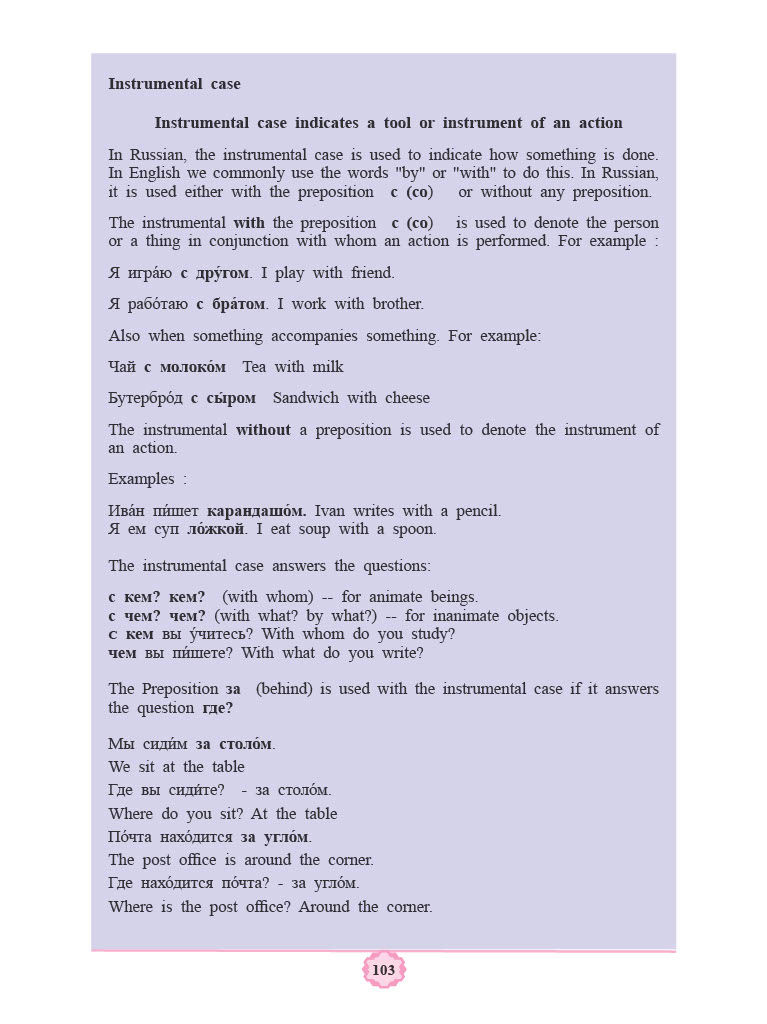 Instrumental case
Instrumental case indicates a tool or instrument of an action
In Russian, the instrumental case is used to indicate how something is done.
In English we commonly use the words "by" or "with" to do this. In Russian,
it is used either with the preposition с (со) or without any preposition.
The instrumental with the preposition с (со) is used to denote the person
or a thing in conjunction with whom an action is performed. For example :
Я игра́ю с дру́гом. I play with friend.
Я рабо́таю с бра́том. I work with brother.
Also when something accompanies something. For example:
Чай с молоко́м Tea with milk
Бутербро́д с сы́ром Sandwich with cheese
The instrumental without a preposition is used to denote the instrument of
an action.
Examples :
Ива́н пи́шет карандашо́м. Ivan writes with a pencil.
Я ем суп ло́жкой. I eat soup with a spoon.
The instrumental case answers the questions:
с кем? кем? (with whom) -- for animate beings.
с чем? чем? (with what? by what?) -- for inanimate objects.
с кем вы у́читесь? With whom do you study?
чем вы пи́шете? With what do you write?
The Preposition за (behind) is used with the instrumental case if it answers
the question где?
Мы сиди́м за столо́м.
We sit at the table
Где вы сиди́те? - за столо́м.
Where do you sit? At the table
По́чта нахо́дится за угло́м.
The post office is around the corner.
Где нахо́дится по́чта? - за угло́м.
Where is the post office? Around the corner.
103